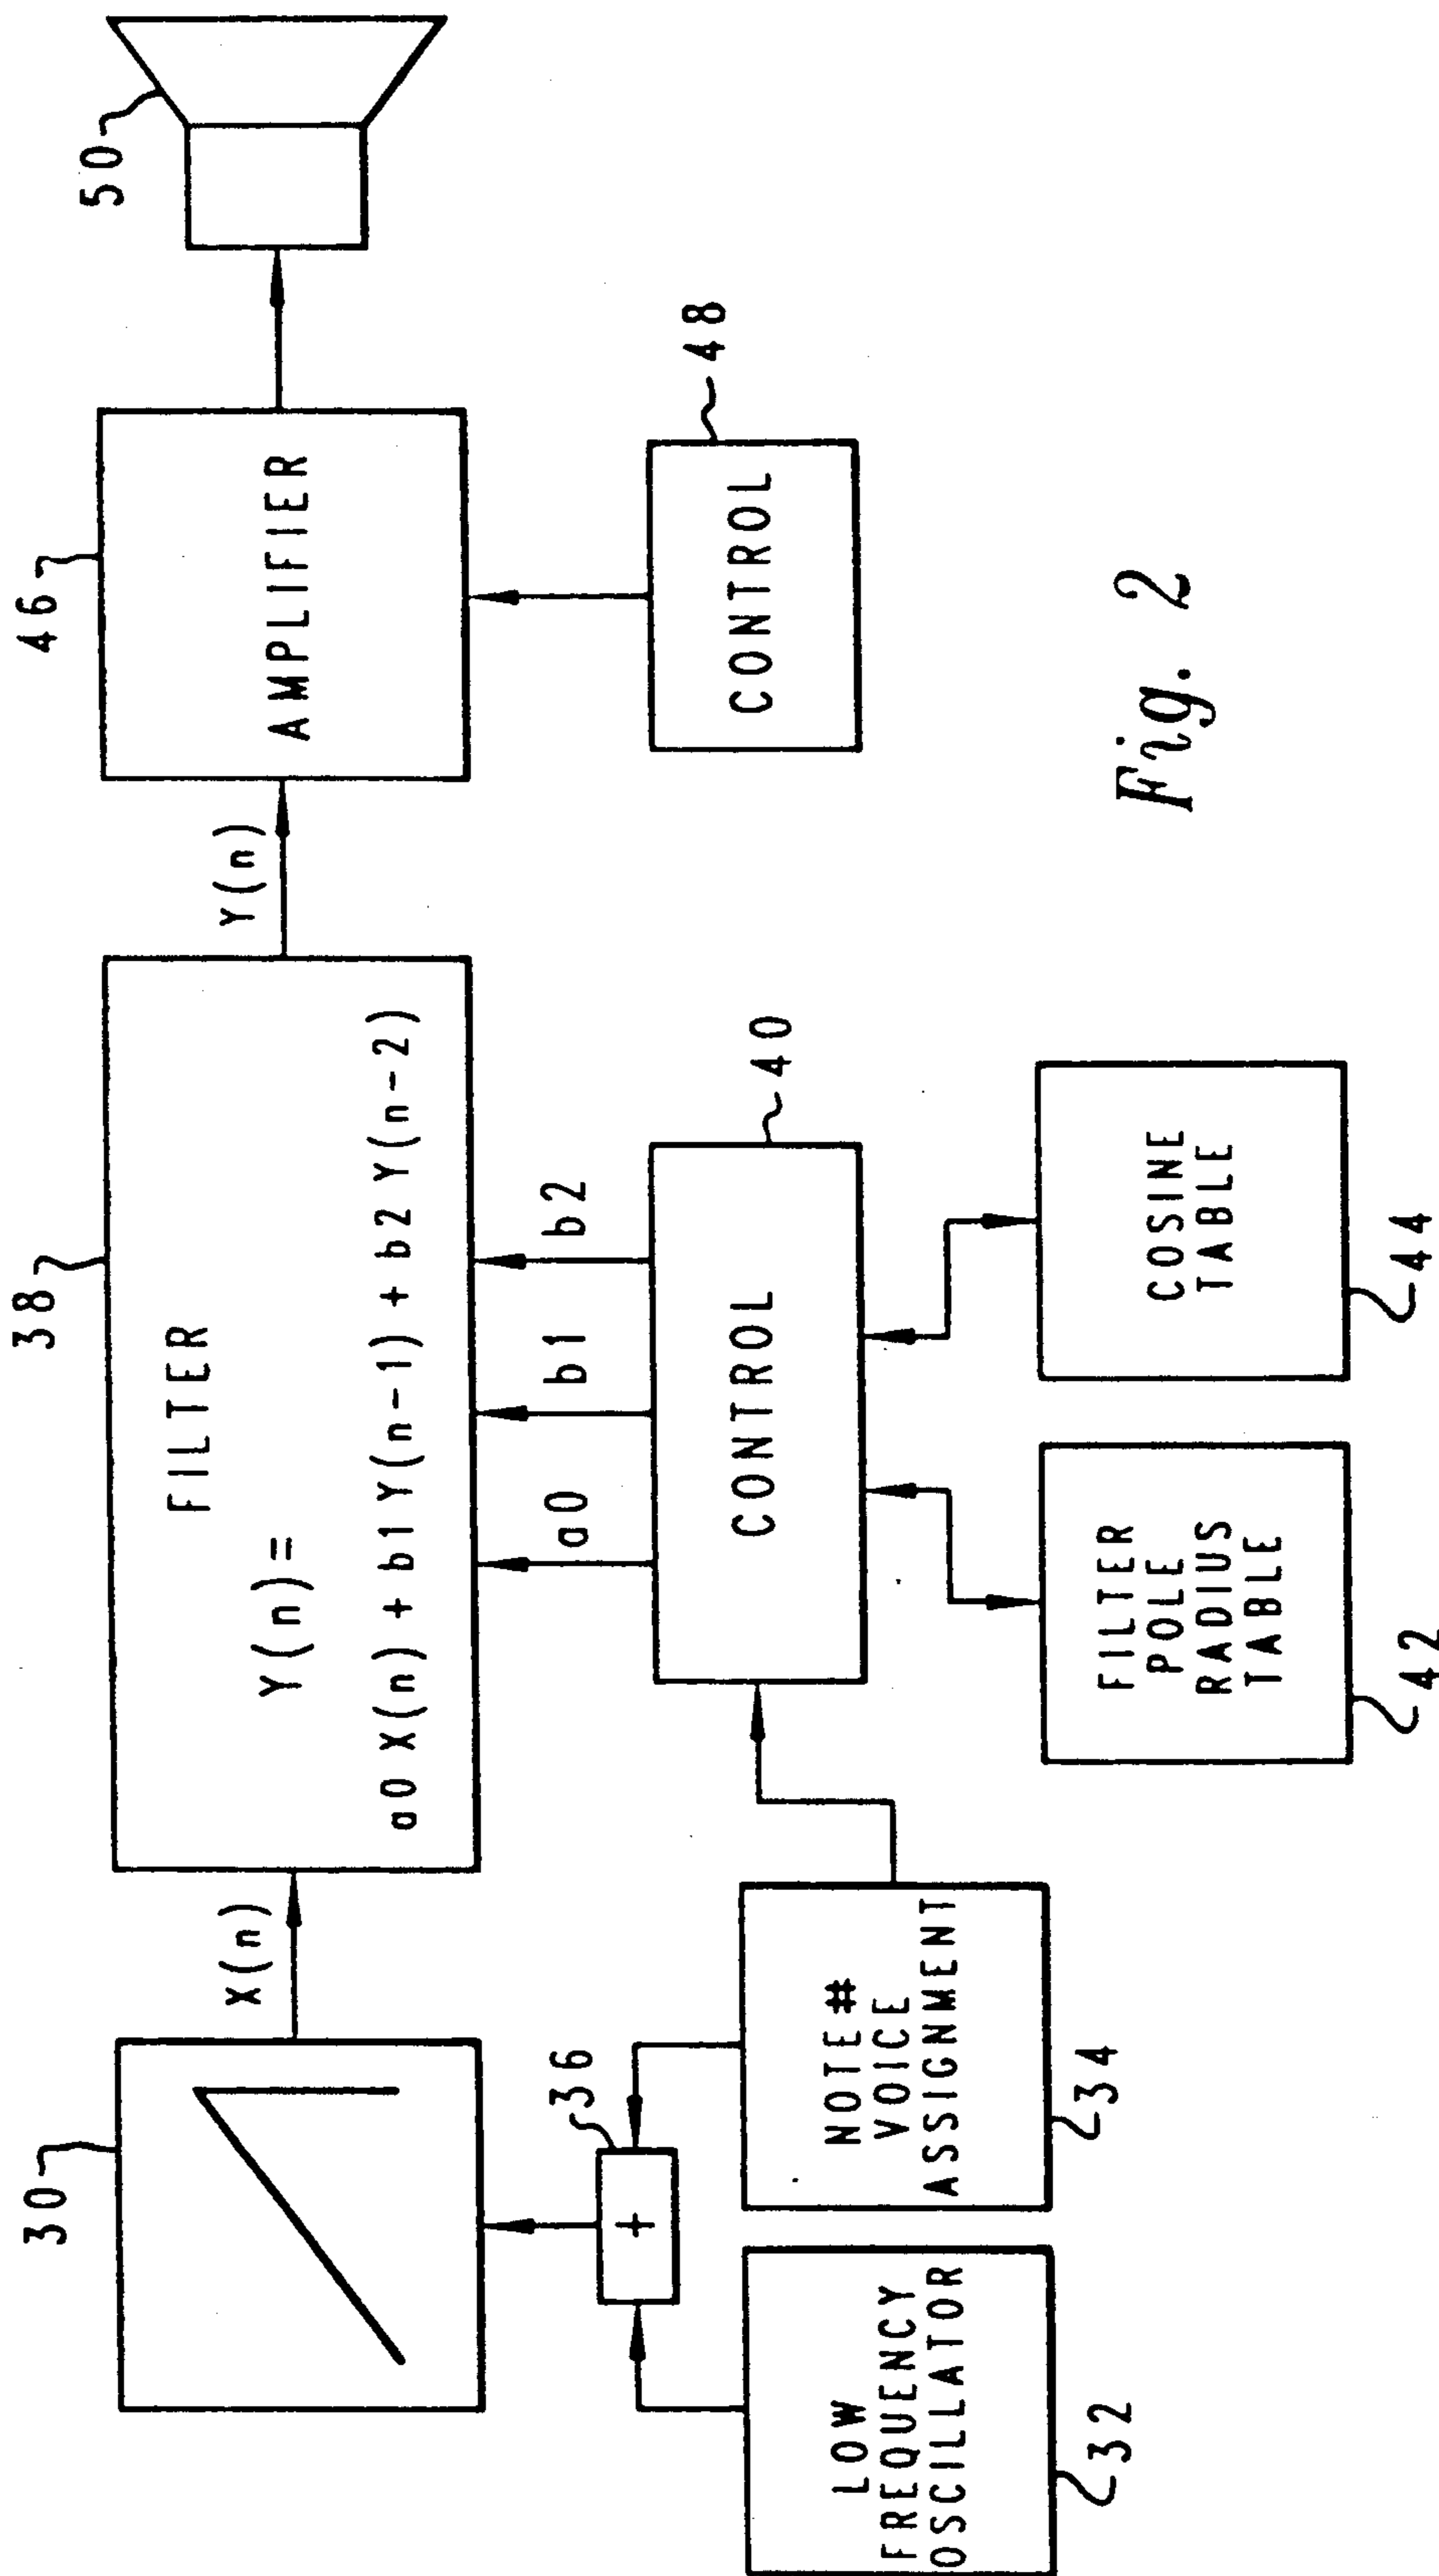 30
X(n)
38
FILTER
Y(n)=
a0 X(n) + b1 Y(n-1) + b2 Y(n-2)
Y(n)
46
AMPLIFIER
50
36
+
a0
b1
b2
CONTROL
40
CONTROL
48
LOW
FREQUENCY
OSCILLATOR
32
NOTE#
VOICE
ASSIGNMENT
34
FILTER
POLE
RADIUS
TABLE
42
COSINE
TABLE
44
Fig. 2